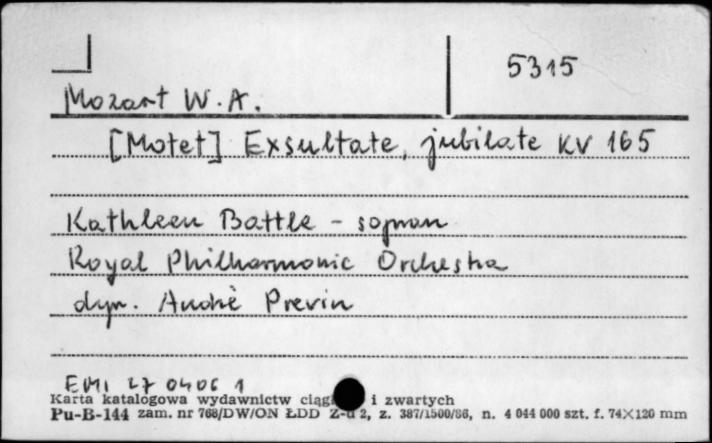 5315
Mozart W. A.
[Motet] Exsultate, jubilate KV 165
Kathleen Battle - sopran
Royal Philharmonic Orchestra
dyr. André Previn
EMI 27 0406 1
Karta katalogowa wydawnictw i zwartych
Pu-B-144 zam. nr 768/DW/ON ŁDD 2, z. 387/1500/86, n. 4 044 000 szt. f. 74×120 mm